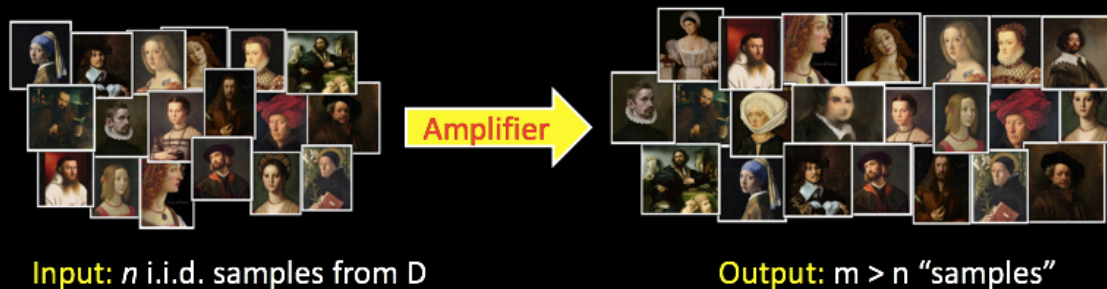 Amplifier
Input: n i.i.d. samples from D
Output: m > n “samples”